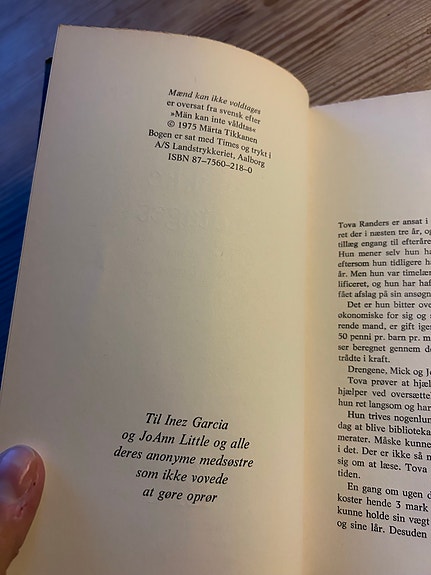 Mænd kan ikke voldtages
er oversat fra svensk efter
»Män kan inte våldtas«
© 1975 Märta Tikkanen
Bogen er sat med Times og trykt i
A/S Landstrykkeriet, Aalborg
ISBN 87-7560-218-0
Til Inez Garcia
og JoAnn Little og alle
deres anonyme medsøstre
som ikke vovede
at gøre oprør
Tova Randers er ansat i
ret der i næsten tre år, og
tillæg engang til efteråre
Hun mener selv hun ha
eftersom hun tidligere ha
år. Men hun var timelær
lificeret, og hun har haf
fået afslag på sin ansøgn
Det er hun bitter ove
økonomiske for sig og s
rende mand, er gift igen
50 penni pr. barn pr. m
ser beregnet gennem de
trådte i kraft.
Drengene, Mick og J
Tova prøver at hjæl
hjælper ved oversætte
hun ret langsom og har
Hun trives nogenlun
dag at blive biblioteka
merater. Måske kunne
i det. Der er ikke så m
sig om at læse. Tova
tiden.
En gang om ugen d
koster hende 3 mark
kunne holde sin vægt
og sine lår. Desuden